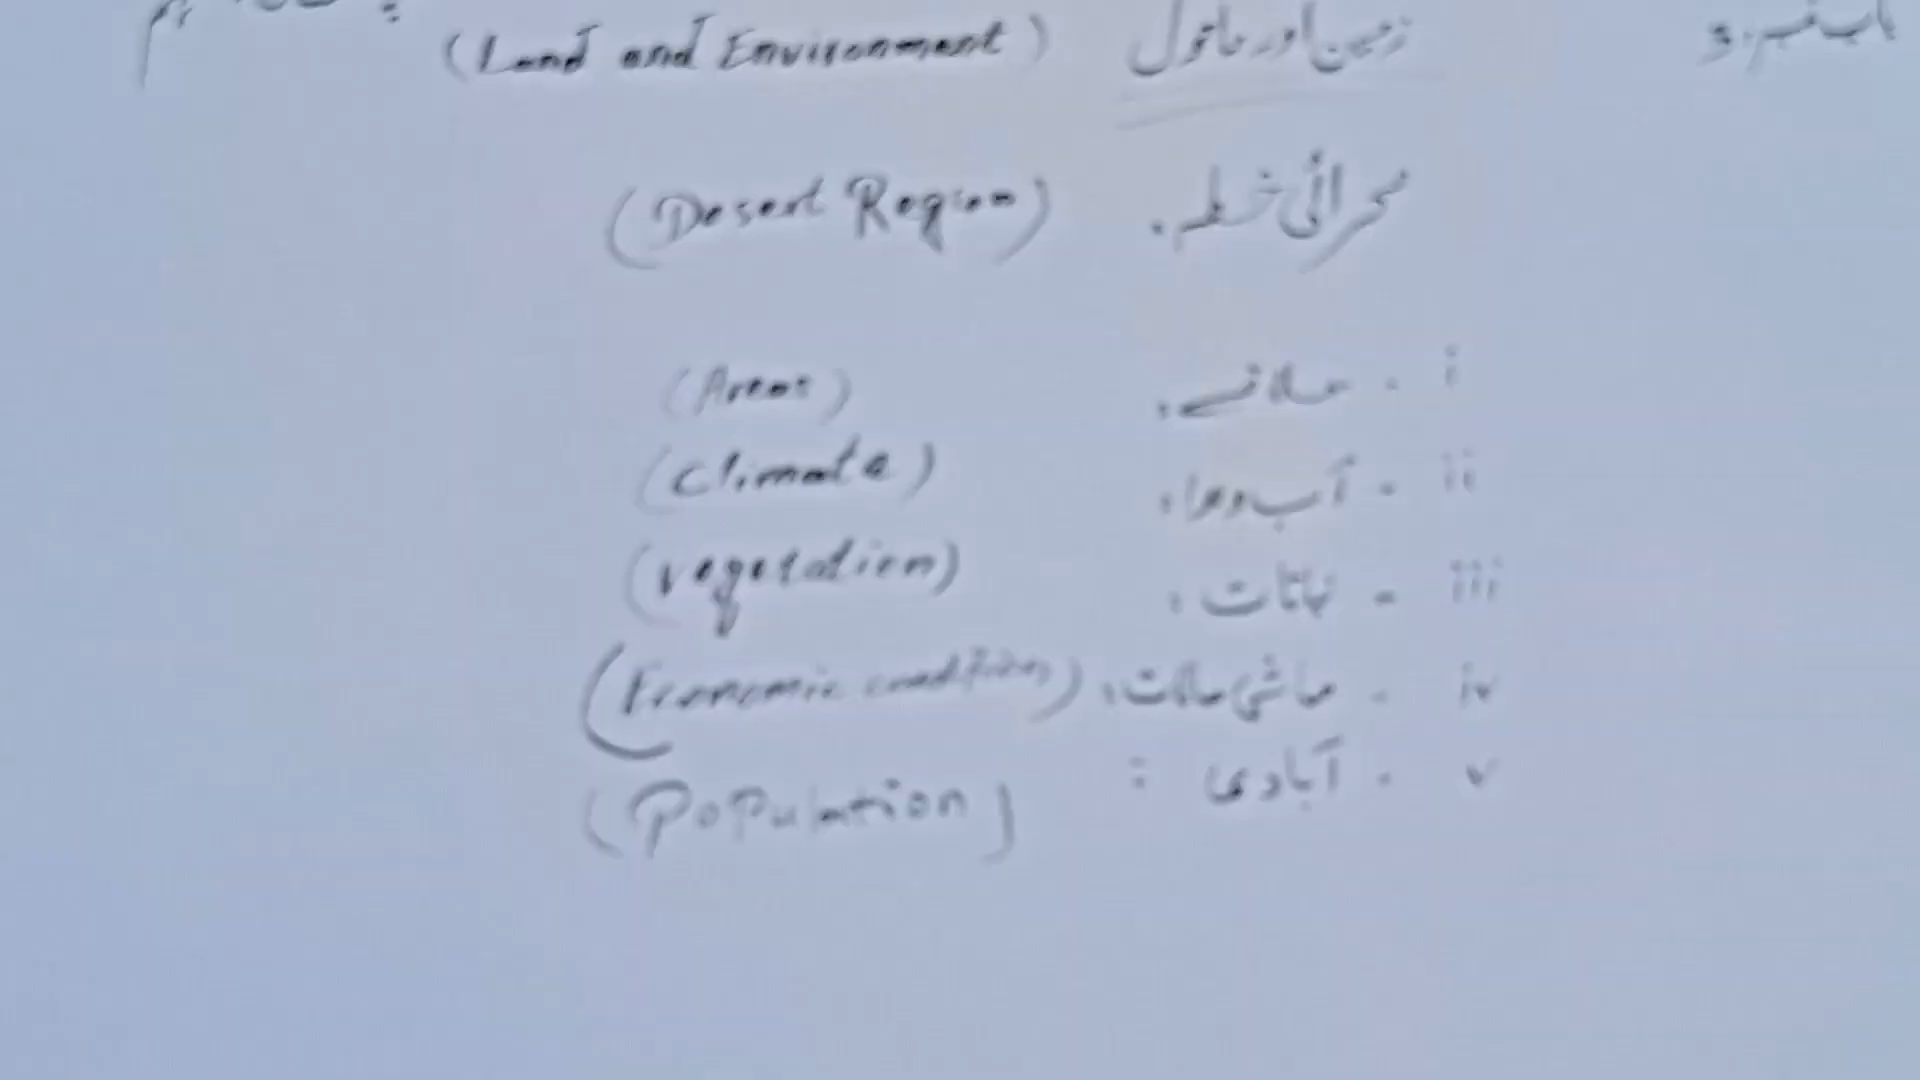 باب نمبر: 3 زمین اور ماحول (Land and Environment)
صحرائی خطہ. (Desert Region)
i - علاقے. (Areas)
ii - آب و ہوا: (Climate)
iii - نباتات: (Vegetation)
iv - معاشی حالات: (Economic condition)
v - آبادی: (Population)